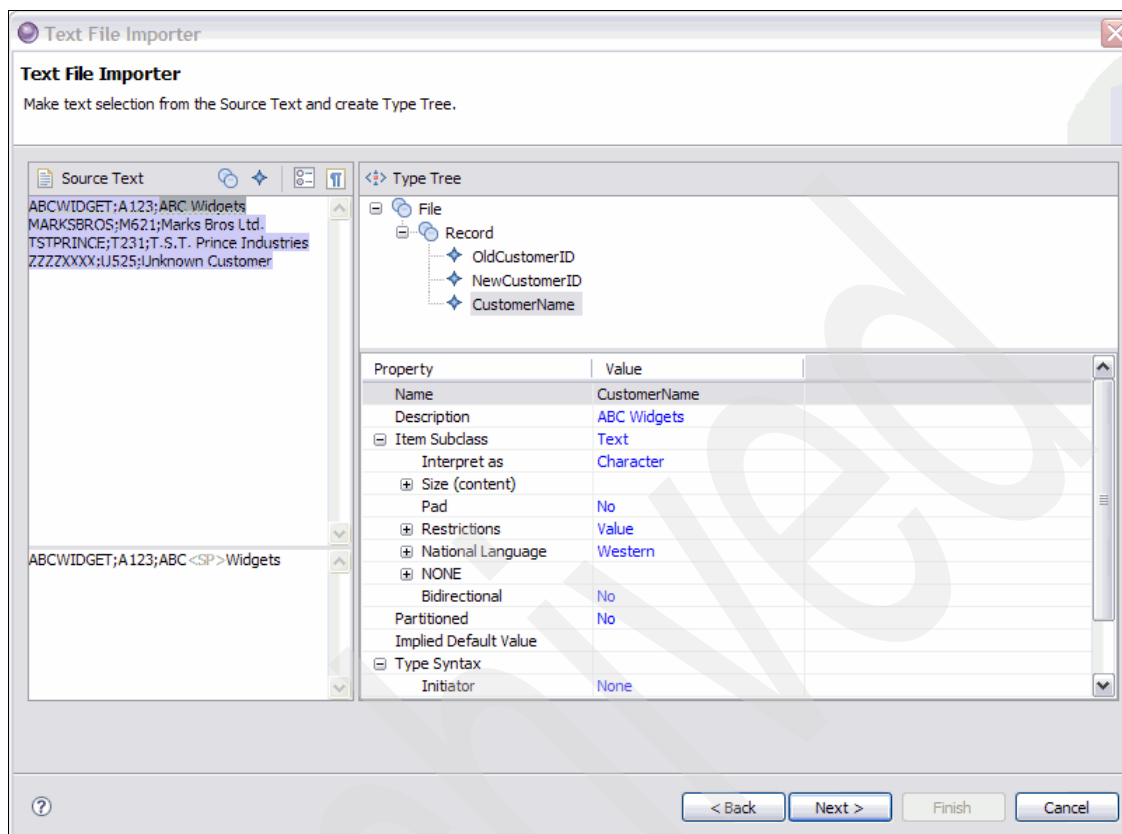 Text File Importer
Text File Importer
Make text selection from the Source Text and create Type Tree.
Source Text
ABCWIDGET;A123;ABC Widgets
MARKSBROS;M621;Marks Bros Ltd.
TSTPRINCE;T231;T.S.T. Prince Industries
ZZZZXXXX;U525;Unknown Customer
ABCWIDGET;A123;ABC<SP>Widgets
Type Tree
File
Record
OldCustomerID
NewCustomerID
CustomerName
Property Value
Name CustomerName
Description ABC Widgets
Item Subclass Text
Interpret as Character
Size (content)
Pad No
Restrictions Value
National Language Western
NONE
Bidirectional No
Partitioned No
Implied Default Value
Type Syntax
Initiator None
< Back Next > Finish Cancel